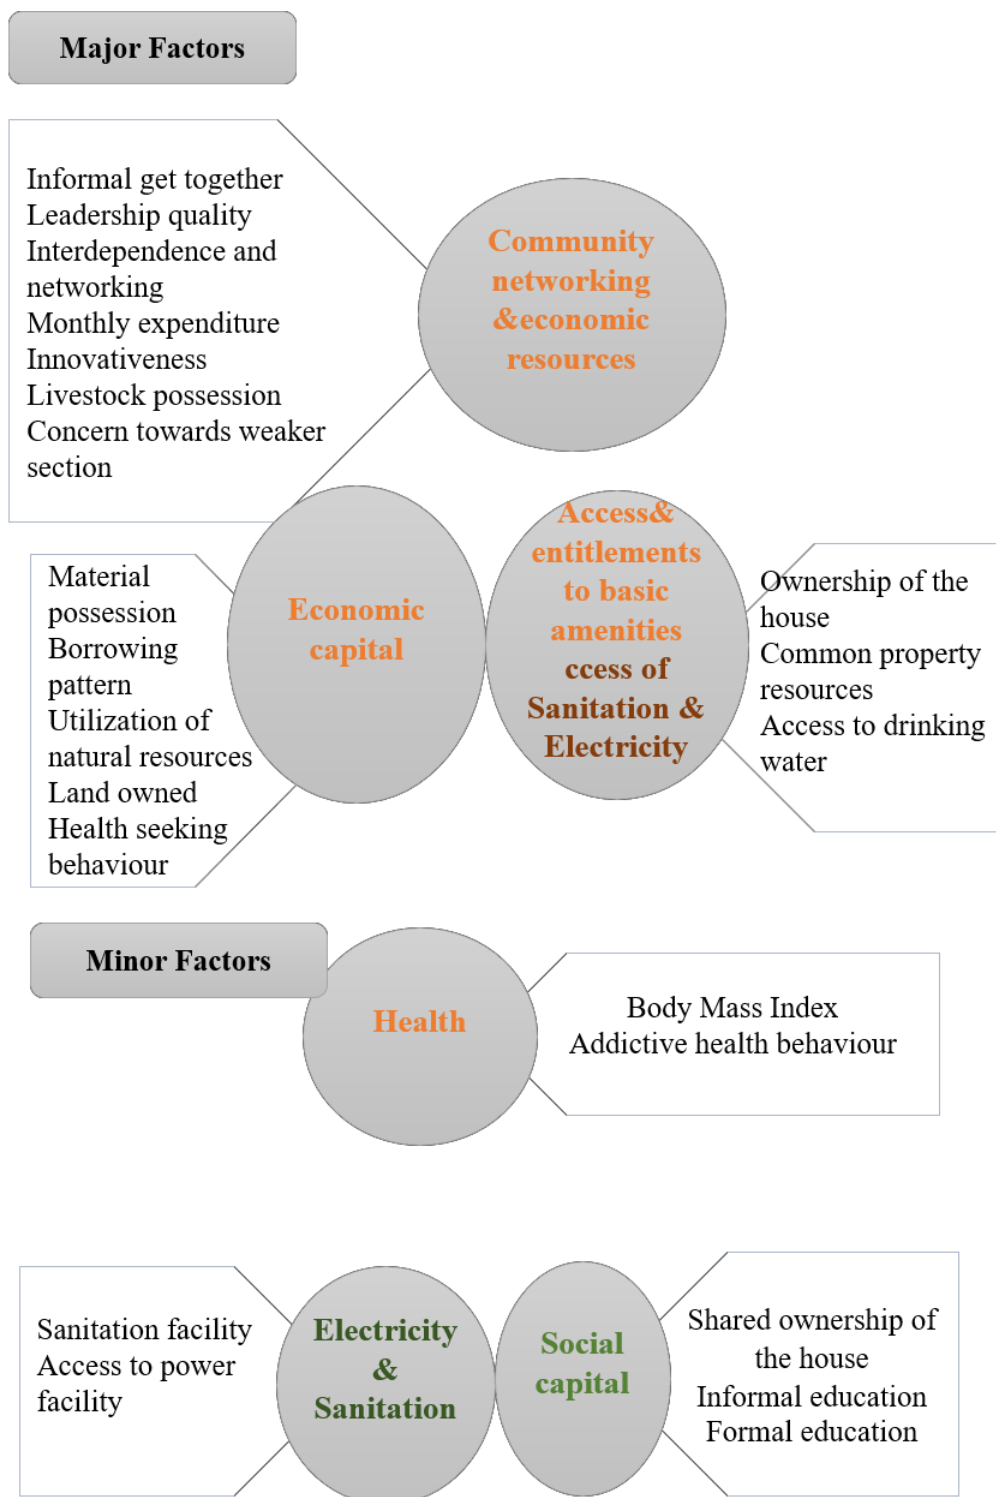 Major Factors
Informal get together
Leadership quality
Interdependence and
networking
Monthly expenditure
Innovativeness
Livestock possession
Concern towards weaker
section
Community
networking
&economic
resources
Material
possession
Borrowing
pattern
Utilization of
natural resources
Land owned
Health seeking
behaviour
Economic
capital
Access&
entitlements
to basic
amenities
ccess of
Sanitation &
Electricity
Ownership of the
house
Common property
resources
Access to drinking
water
Minor Factors
Health
Body Mass Index
Addictive health behaviour
Sanitation facility
Access to power
facility
Electricity
&
Sanitation
Social
capital
Shared ownership of
the house
Informal education
Formal education